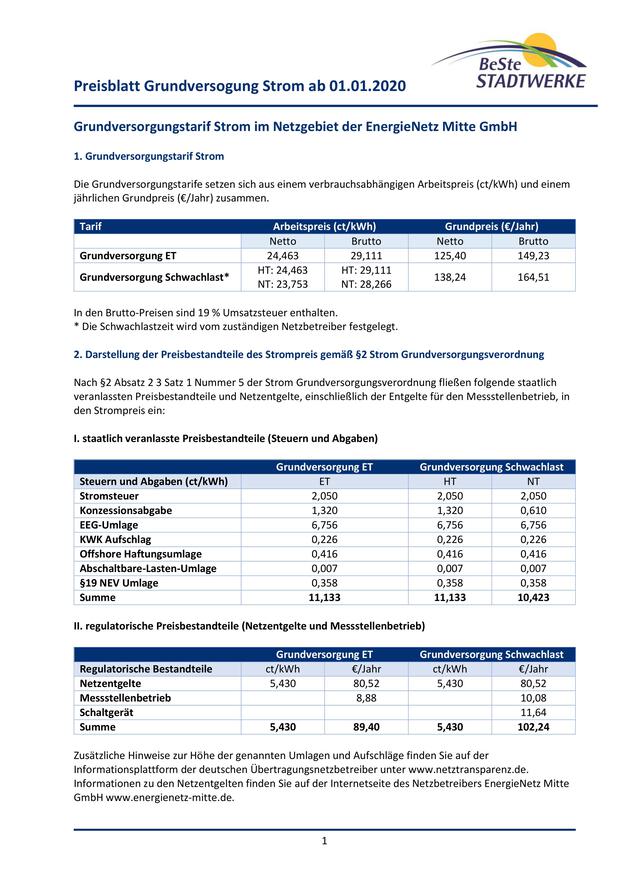 BeSte
STADTWERKE
Preisblatt Grundversogung Strom ab 01.01.2020
Grundversorgungstarif Strom im Netzgebiet der EnergieNetz Mitte GmbH
1. Grundversorgungstarif Strom
Die Grundversorgungstarife setzen sich aus einem verbrauchsabhängigen Arbeitspreis (ct/kWh) und einem
jährlichen Grundpreis (€/Jahr) zusammen.
Tarif Arbeitspreis (ct/kWh) Grundpreis (€/Jahr)
Netto Brutto Netto Brutto
Grundversorgung ET 24,463 29,111 125,40 149,23
Grundversorgung Schwachlast* HT: 24,463 HT: 29,111 138,24 164,51
NT: 23,753 NT: 28,266
In den Brutto-Preisen sind 19 % Umsatzsteuer enthalten.
* Die Schwachlastzeit wird vom zuständigen Netzbetreiber festgelegt.
2. Darstellung der Preisbestandteile des Strompreis gemäß §2 Strom Grundversorgungsverordnung
Nach §2 Absatz 2 3 Satz 1 Nummer 5 der Strom Grundversorgungsverordnung fließen folgende staatlich
veranlassten Preisbestandteile und Netzentgelte, einschließlich der Entgelte für den Messstellenbetrieb, in
den Strompreis ein:
I. staatlich veranlasste Preisbestandteile (Steuern und Abgaben)
Grundversorgung ET Grundversorgung Schwachlast
Steuern und Abgaben (ct/kWh) ET HT NT
Stromsteuer 2,050 2,050 2,050
Konzessionsabgabe 1,320 1,320 0,610
EEG-Umlage 6,756 6,756 6,756
KWK Aufschlag 0,226 0,226 0,226
Offshore Haftungsumlage 0,416 0,416 0,416
Abschaltbare-Lasten-Umlage 0,007 0,007 0,007
§19 NEV Umlage 0,358 0,358 0,358
Summe 11,133 11,133 10,423
II. regulatorische Preisbestandteile (Netzentgelte und Messstellenbetrieb)
Grundversorgung ET Grundversorgung Schwachlast
Regulatorische Bestandteile ct/kWh €/Jahr ct/kWh €/Jahr
Netzentgelte 5,430 80,52 5,430 80,52
Messstellenbetrieb 8,88 10,08
Schaltgerät 11,64
Summe 5,430 89,40 5,430 102,24
Zusätzliche Hinweise zur Höhe der genannten Umlagen und Aufschläge finden Sie auf der
Informationsplattform der deutschen Übertragungsnetzbetreiber unter www.netztransparenz.de.
Informationen zu den Netzentgelten finden Sie auf der Internetseite des Netzbetreibers EnergieNetz Mitte
GmbH www.energienetz-mitte.de.
1